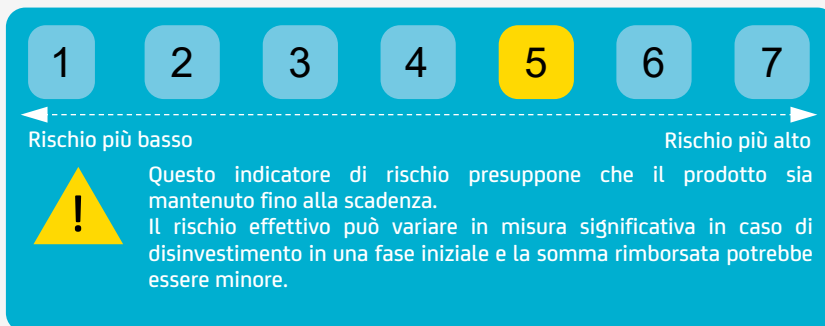 1 2 3 4 5 6 7
Rischio più basso Rischio più alto
!
Questo indicatore di rischio presuppone che il prodotto sia
mantenuto fino alla scadenza.
Il rischio effettivo può variare in misura significativa in caso di
disinvestimento in una fase iniziale e la somma rimborsata potrebbe
essere minore.